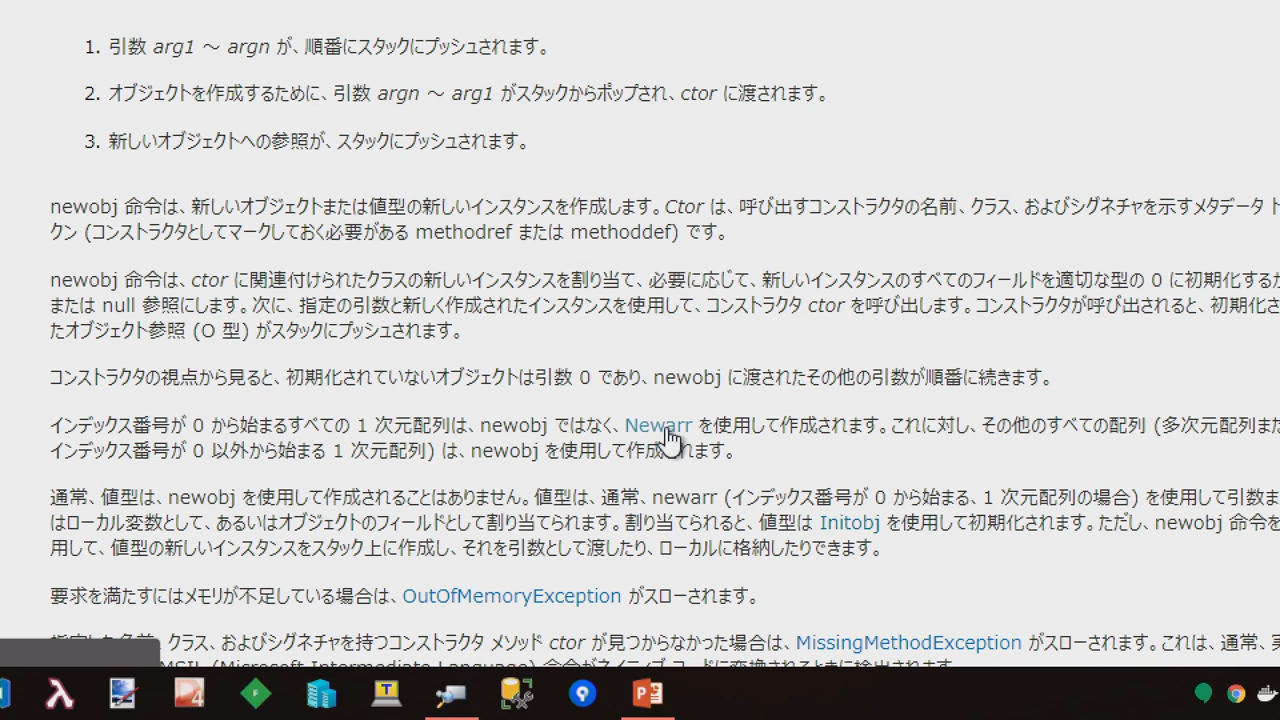 1. 引数 arg1 ～ argn が、順番にスタックにプッシュされます。
2. オブジェクトを作成するために、引数 argn ～ arg1 がスタックからポップされ、ctor に渡されます。
3. 新しいオブジェクトへの参照が、スタックにプッシュされます。
newobj 命令は、新しいオブジェクトまたは値型の新しいインスタンスを作成します。Ctor は、呼び出すコンストラクタの名前、クラス、およびシグネチャを示すメタデータ ト
クン (コンストラクタとしてマークしておく必要がある methodref または methoddef) です。
newobj 命令は、ctor に関連付けられたクラスの新しいインスタンスを割り当て、必要に応じて、新しいインスタンスのすべてのフィールドを適切な型の 0 に初期化するか
または null 参照にします。次に、指定の引数と新しく作成されたインスタンスを使用して、コンストラクタ ctor を呼び出します。コンストラクタが呼び出されると、初期化さ
たオブジェクト参照 (O 型) がスタックにプッシュされます。
コンストラクタの視点から見ると、初期化されていないオブジェクトは引数 0 であり、newobj に渡されたその他の引数が順番に続きます。
インデックス番号が 0 から始まるすべての 1 次元配列は、newobj ではなく、Newarr を使用して作成されます。これに対し、その他のすべての配列 (多次元配列また
インデックス番号が 0 以外から始まる 1 次元配列) は、newobj を使用して作成されます。
通常、値型は、newobj を使用して作成されることはありません。値型は、通常、newarr (インデックス番号が 0 から始まる、1 次元配列の場合) を使用して引数ま
はローカル変数として、あるいはオブジェクトのフィールドとして割り当てられます。割り当てられると、値型は Initobj を使用して初期化されます。ただし、newobj 命令を
用して、値型の新しいインスタンスをスタック上に作成し、それを引数として渡したり、ローカルに格納したりできます。
要求を満たすにはメモリが不足している場合は、OutOfMemoryException がスローされます。
指定した名前、クラス、およびシグネチャを持つコンストラクタ メソッド ctor が見つからなかった場合は、MissingMethodException がスローされます。これは、通常、実
MSIL (Microsoft Intermediate Language) 命令がネイティブ コードに変換されるときに検出されます。